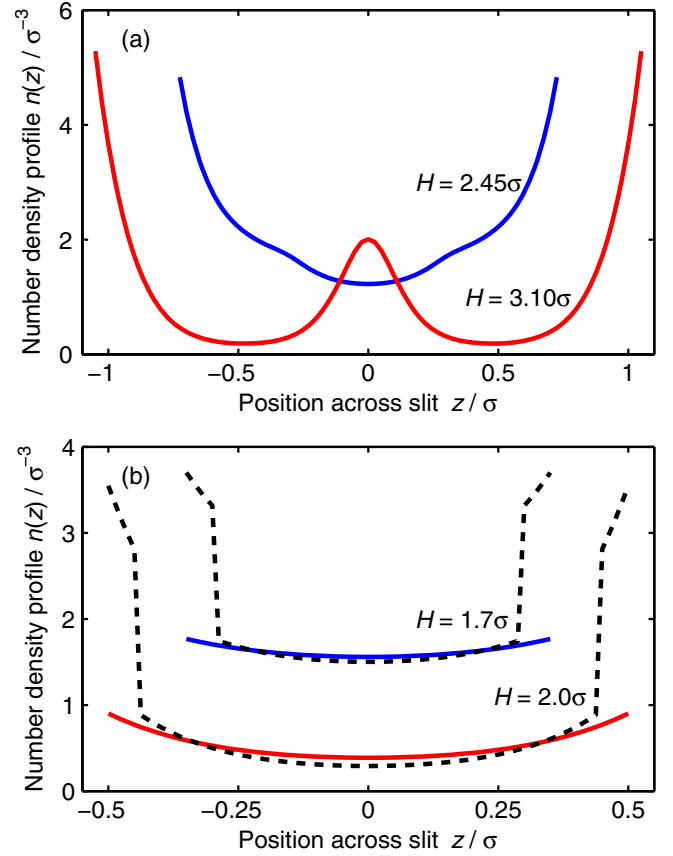 (a)
Number density profile n(z) / σ⁻³
6
4
2
0
H = 2.45σ
H = 3.10σ
−1 −0.5 0 0.5 1
Position across slit z / σ
(b)
Number density profile n(z) / σ⁻³
4
3
2
1
0
H = 1.7σ
H = 2.0σ
−0.5 −0.25 0 0.25 0.5
Position across slit z / σ